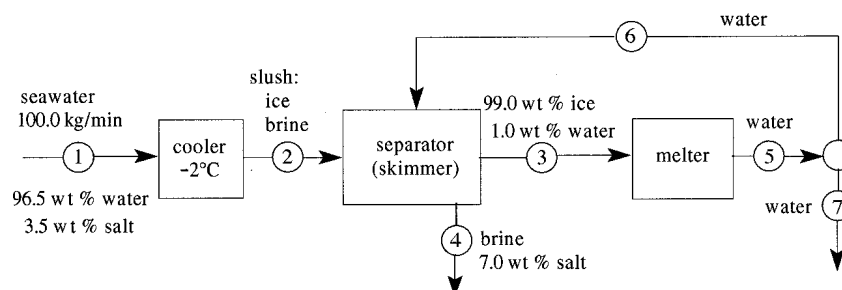 6
water
seawater
100.0 kg/min
slush:
ice
brine
99.0 wt % ice
1.0 wt % water
1
cooler
-2°C
2
separator
(skimmer)
3
melter
water
5
96.5 wt % water
3.5 wt % salt
4
brine
7.0 wt % salt
water
7